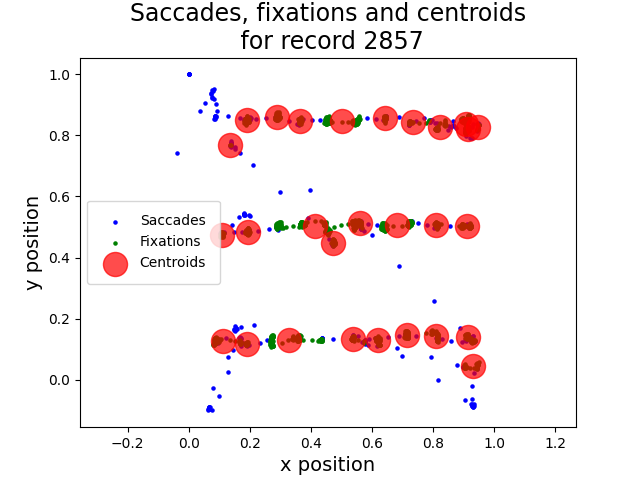 Saccades, fixations and centroids
for record 2857
1.0
0.8
0.6
0.4
0.2
0.0
y position
Saccades
Fixations
Centroids
−0.2
0.0
0.2
0.4
0.6
0.8
1.0
1.2
x position